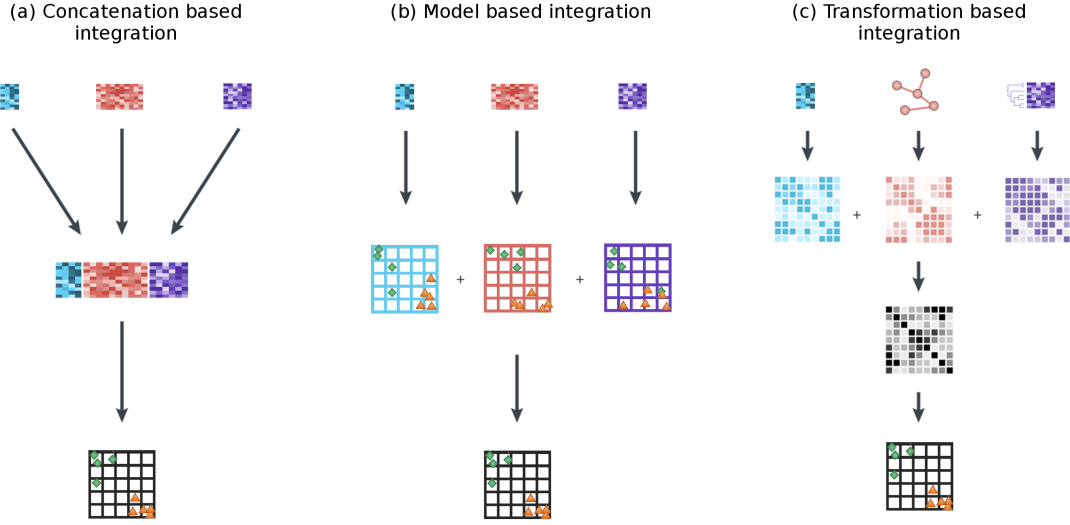 (a) Concatenation based
integration
(b) Model based integration
(c) Transformation based
integration
+
+
+
+